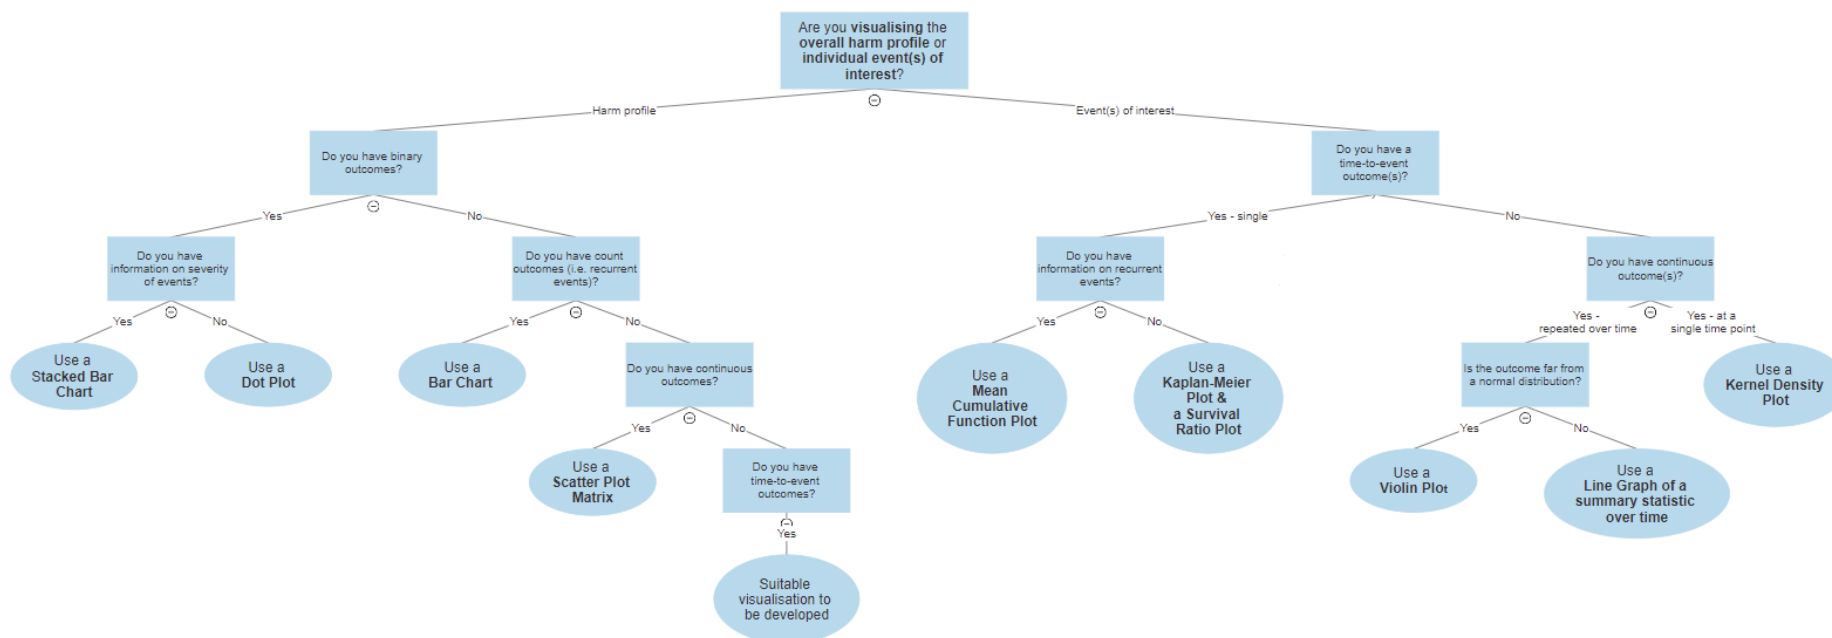 Are you visualising the
overall harm profile or
individual event(s) of
interest?
Harm profile
Event(s) of interest
Do you have binary
outcomes?
Do you have a
time-to-event
outcome(s)?
Yes
No
Yes - single
No
Do you have
information on severity
of events?
Do you have count
outcomes (i.e. recurrent
events)?
Do you have
information on recurrent
events?
Do you have continuous
outcome(s)?
Yes
No
Yes
No
Yes
No
Yes -
repeated over time
Yes - at a
single time point
Use a
Stacked Bar
Chart
Use a
Dot Plot
Use a
Bar Chart
Do you have continuous
outcomes?
Use a
Mean
Cumulative
Function Plot
Use a
Kaplan-Meier
Plot &
a Survival
Ratio Plot
Is the outcome far from
a normal distribution?
Use a
Kernel Density
Plot
Yes
No
Yes
No
Use a
Scatter Plot
Matrix
Do you have
time-to-event
outcomes?
Use a
Violin Plot
Use a
Line Graph of a
summary statistic
over time
Yes
Suitable
visualisation to
be developed